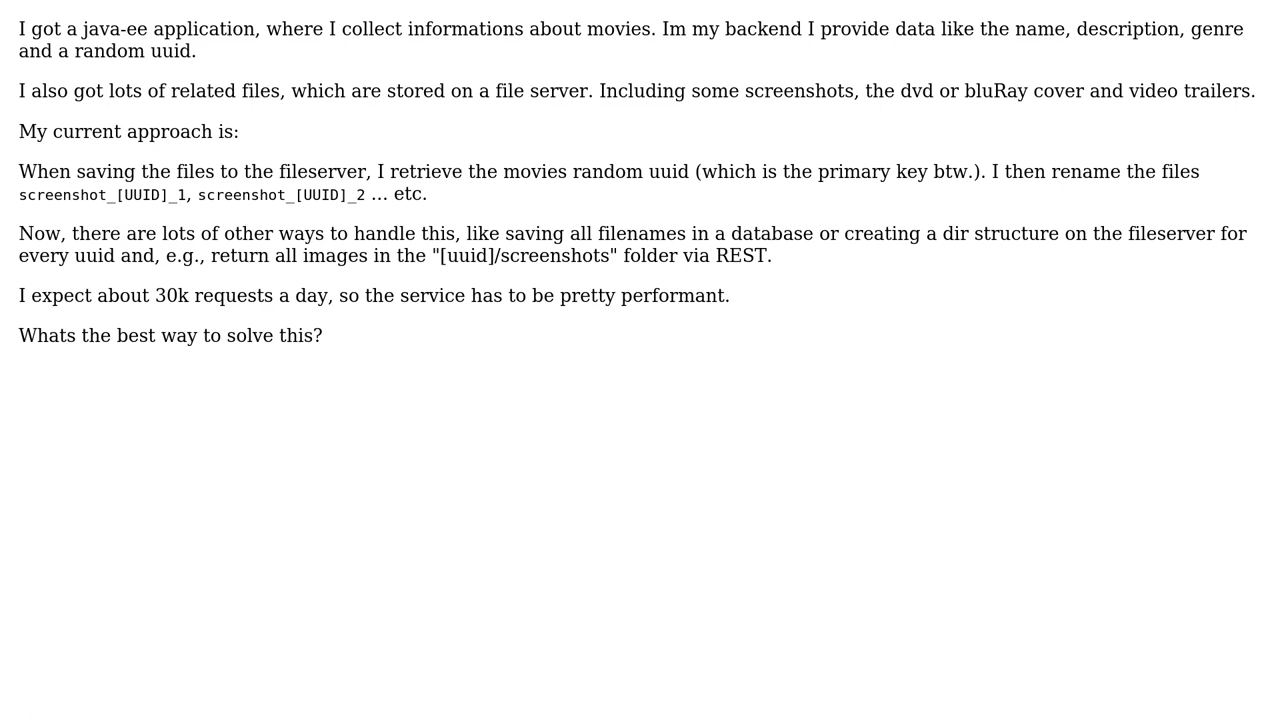 I got a java-ee application, where I collect informations about movies. Im my backend I provide data like the name, description, genre
and a random uuid.
I also got lots of related files, which are stored on a file server. Including some screenshots, the dvd or bluRay cover and video trailers.
My current approach is:
When saving the files to the fileserver, I retrieve the movies random uuid (which is the primary key btw.). I then rename the files
screenshot_[UUID]_1, screenshot_[UUID]_2 ... etc.
Now, there are lots of other ways to handle this, like saving all filenames in a database or creating a dir structure on the fileserver for
every uuid and, e.g., return all images in the "[uuid]/screenshots" folder via REST.
I expect about 30k requests a day, so the service has to be pretty performant.
Whats the best way to solve this?